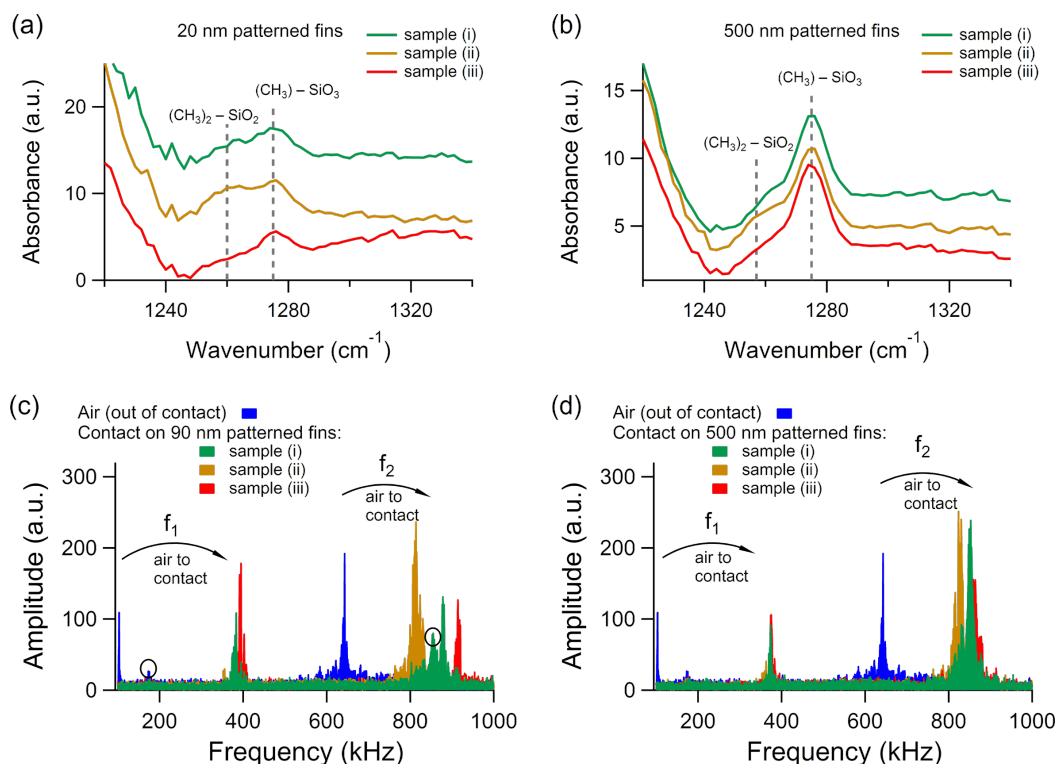 (a)
20 nm patterned fins
sample (i)
sample (ii)
sample (iii)
(CH₃) – SiO₃
(CH₃)₂ – SiO₂
Absorbance (a.u.)
20
10
0
1240
1280
1320
Wavenumber (cm⁻¹)
(b)
500 nm patterned fins
sample (i)
sample (ii)
sample (iii)
(CH₃) – SiO₃
(CH₃)₂ – SiO₂
Absorbance (a.u.)
15
10
5
1240
1280
1320
Wavenumber (cm⁻¹)
(c)
Air (out of contact)
Contact on 90 nm patterned fins:
sample (i)
sample (ii)
sample (iii)
f₁
air to
contact
f₂
air to
contact
Amplitude (a.u.)
300
200
100
0
200
400
600
800
1000
Frequency (kHz)
(d)
Air (out of contact)
Contact on 500 nm patterned fins:
sample (i)
sample (ii)
sample (iii)
f₁
air to
contact
f₂
air to
contact
Amplitude (a.u.)
300
200
100
0
200
400
600
800
1000
Frequency (kHz)